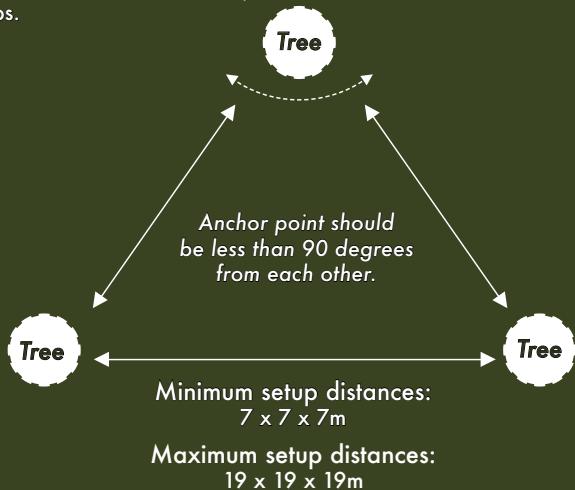 Tree
Anchor point should
be less than 90 degrees
from each other.
Tree
Tree
Minimum setup distances:
7 x 7 x 7m
Maximum setup distances:
19 x 19 x 19m